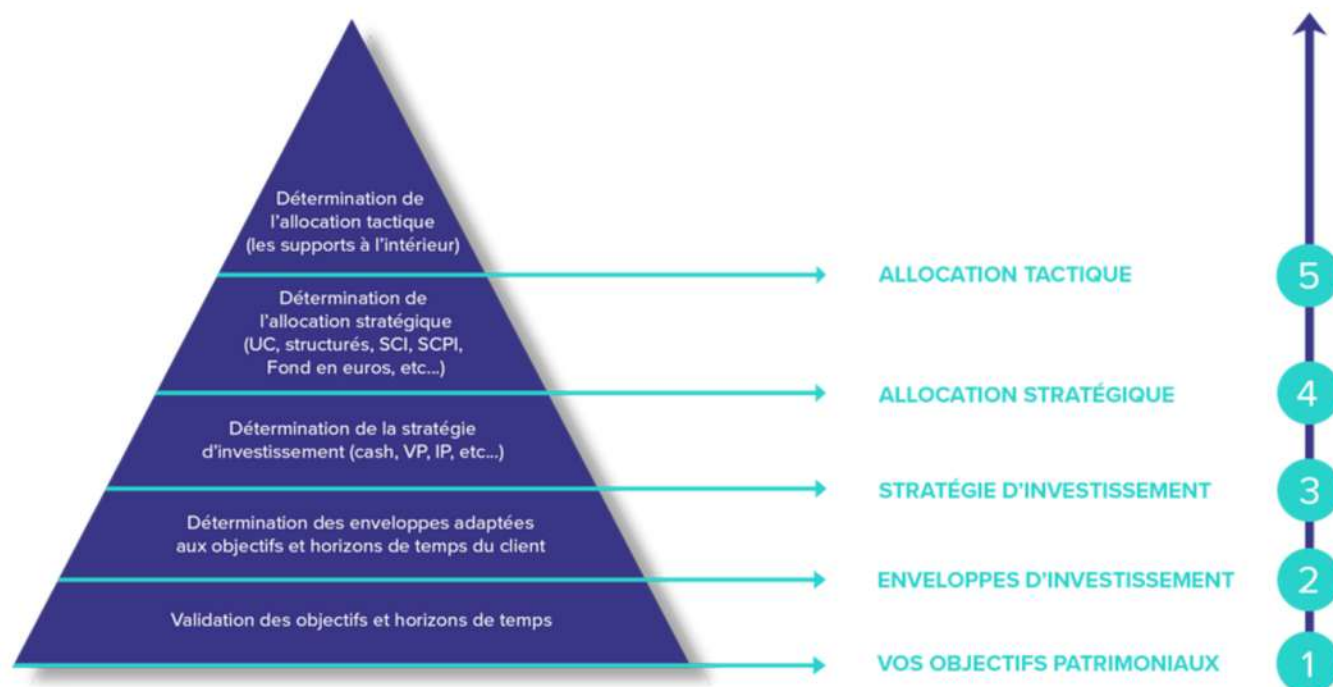 Détermination de
l'allocation tactique
(les supports à l'intérieur)
ALLOCATION TACTIQUE
5
Détermination de
l'allocation stratégique
(UC, structurés, SCI, SCPI,
Fond en euros, etc...)
ALLOCATION STRATÉGIQUE
4
Détermination de la stratégie
d'investissement (cash, VP, IP, etc...)
STRATÉGIE D'INVESTISSEMENT
3
Détermination des enveloppes adaptées
aux objectifs et horizons de temps du client
ENVELOPPES D'INVESTISSEMENT
2
Validation des objectifs et horizons de temps
VOS OBJECTIFS PATRIMONIAUX
1